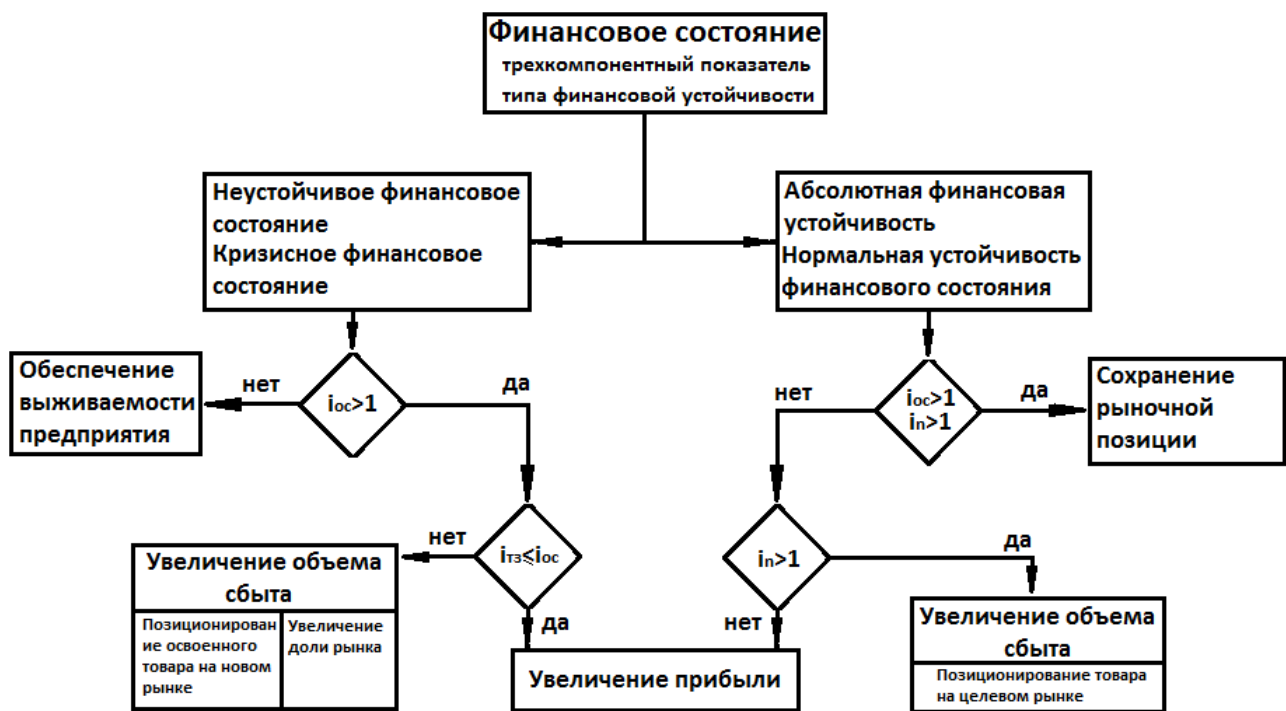 Финансовое состояние
трехкомпонентный показатель
типа финансовой устойчивости
Неустойчивое финансовое
состояние
Кризисное финансовое
состояние
Абсолютная финансовая
устойчивость
Нормальная устойчивость
финансового состояния
Обеспечение
выживаемости
предприятия
нет
iос>1
да
нет
iос>1
in>1
да
Сохранение
рыночной
позиции
нет
iтз⩽iос
да
in>1
да
нет
Увеличение объема
сбыта
Позиционирован
ие освоенного
товара на новом
рынке
Увеличение
доли рынка
Увеличение прибыли
Увеличение объема
сбыта
Позиционирование товара
на целевом рынке